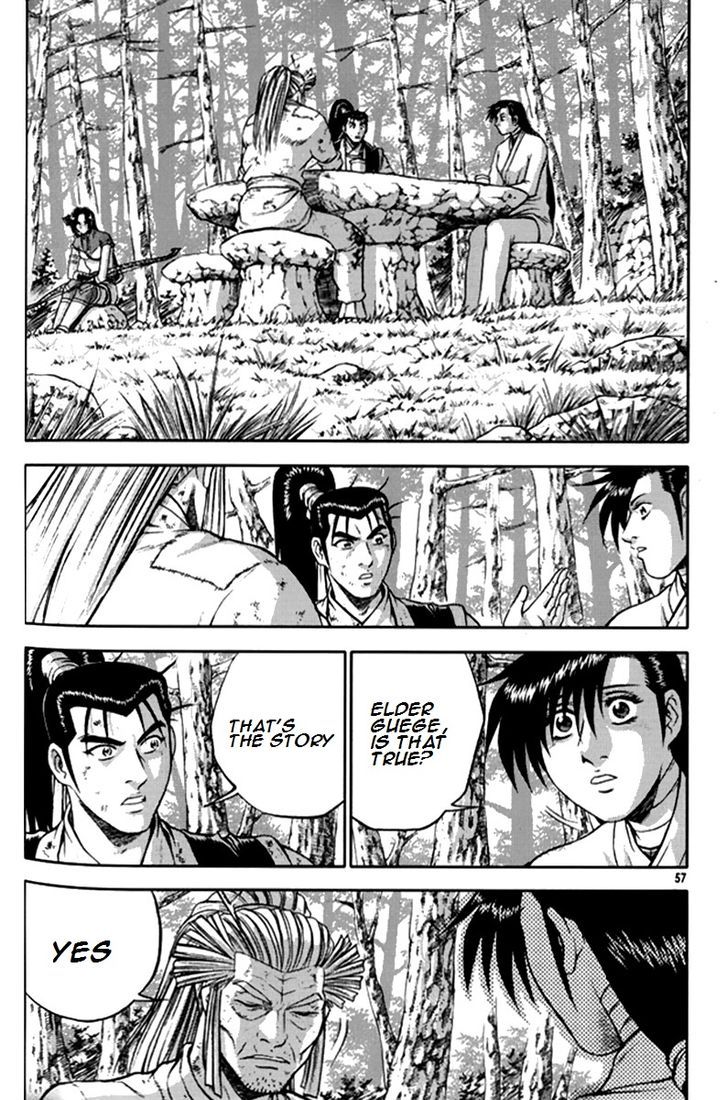 THAT'S
THE STORY
ELDER
GUEGE,
IS THAT
TRUE?
57
YES